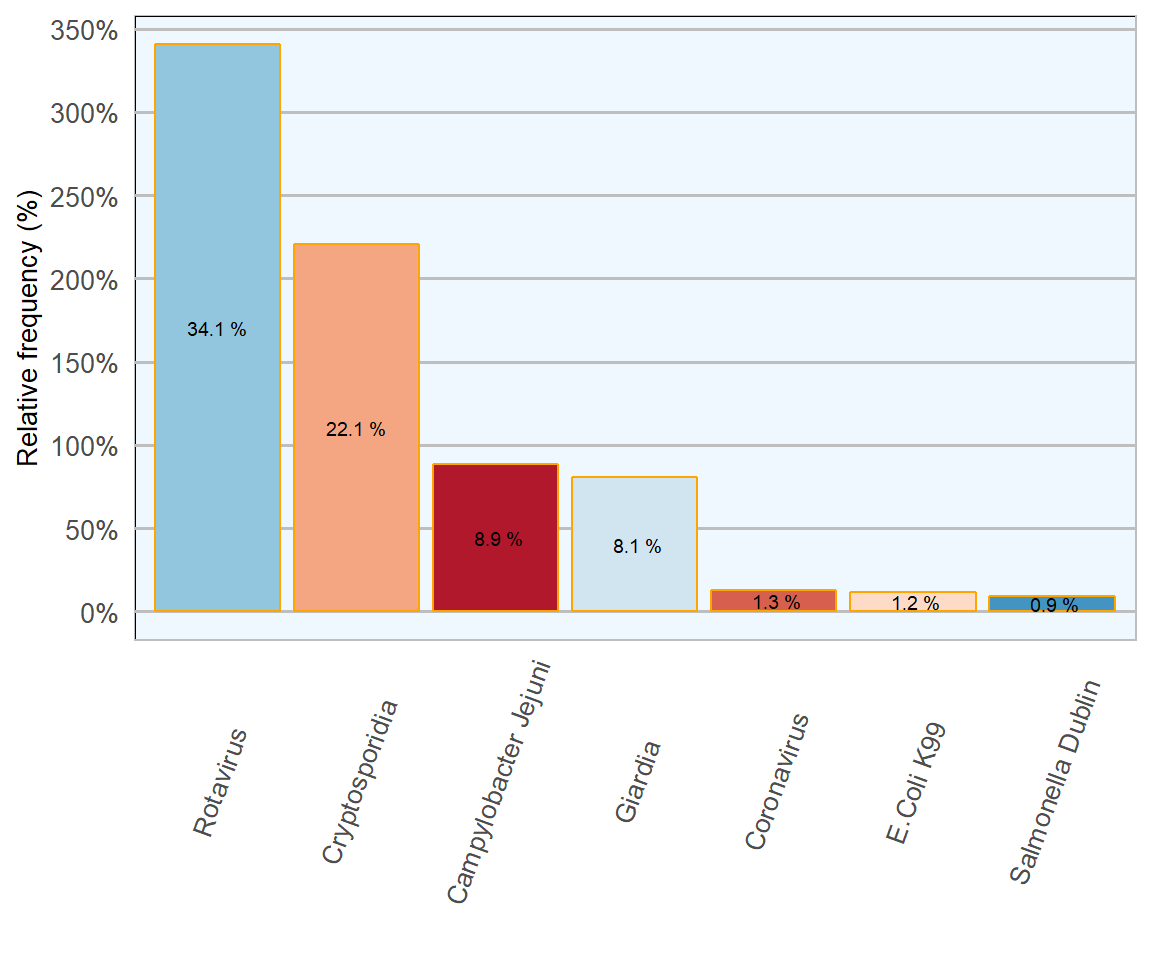 Relative frequency (%)
350%
300%
250%
200%
150%
100%
50%
0%
34.1 %
22.1 %
8.9 %
8.1 %
1.3 %
1.2 %
0.9 %
Rotavirus
Cryptosporidia
Campylobacter Jejuni
Giardia
Coronavirus
E.Coli K99
Salmonella Dublin